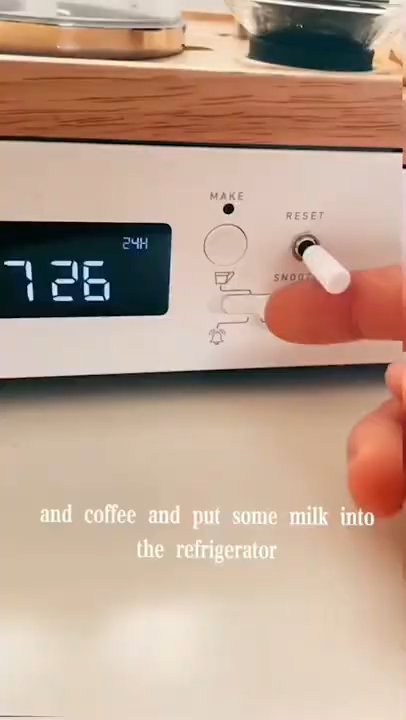 MAKE
RESET
24H
726
and coffee and put some milk into
the refrigerator